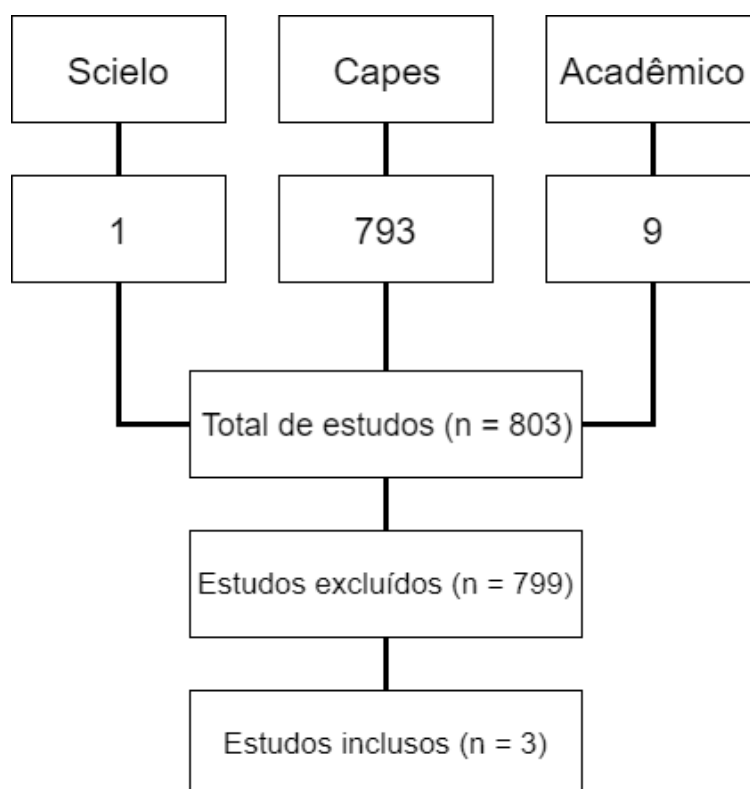 Scielo
Capes
Acadêmico
1
793
9
Total de estudos (n = 803)
Estudos excluídos (n = 799)
Estudos inclusos (n = 3)